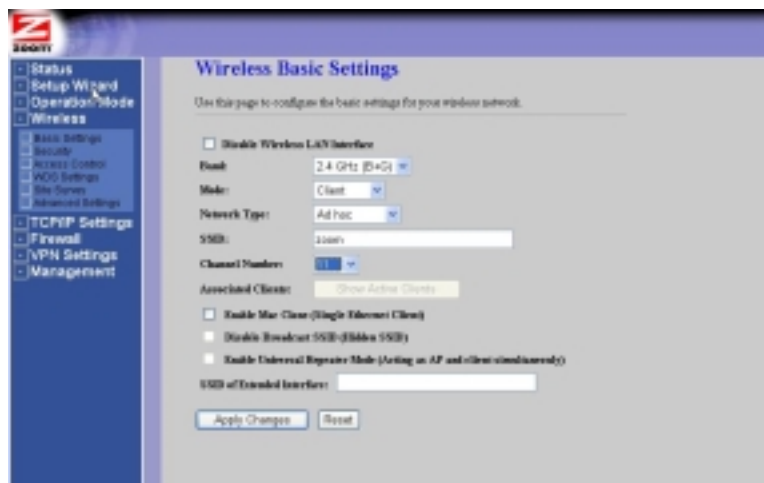 zoom
Status
Setup Wizard
Operation Mode
Wireless
Basic Settings
Security
Access Control
WDS Settings
Site Survey
Advanced Settings
TCP/IP Settings
Firewall
VPN Settings
Management
Wireless Basic Settings
Use this page to configure the basic settings for your wireless network.
Disable Wireless LAN Interface
Band: 2.4 GHz (B+G)
Mode: Client
Network Type: Ad hoc
SSID: zoom
Channel Number: 11
Associated Clients: Show Active Clients
Enable Mac Clone (Single Ethernet Client)
Disable Broadcast SSID (Hidden SSID)
Enable Universal Repeater Mode (Acting as AP and client simultaneously)
SSID of Extended Interface:
Apply Changes Reset